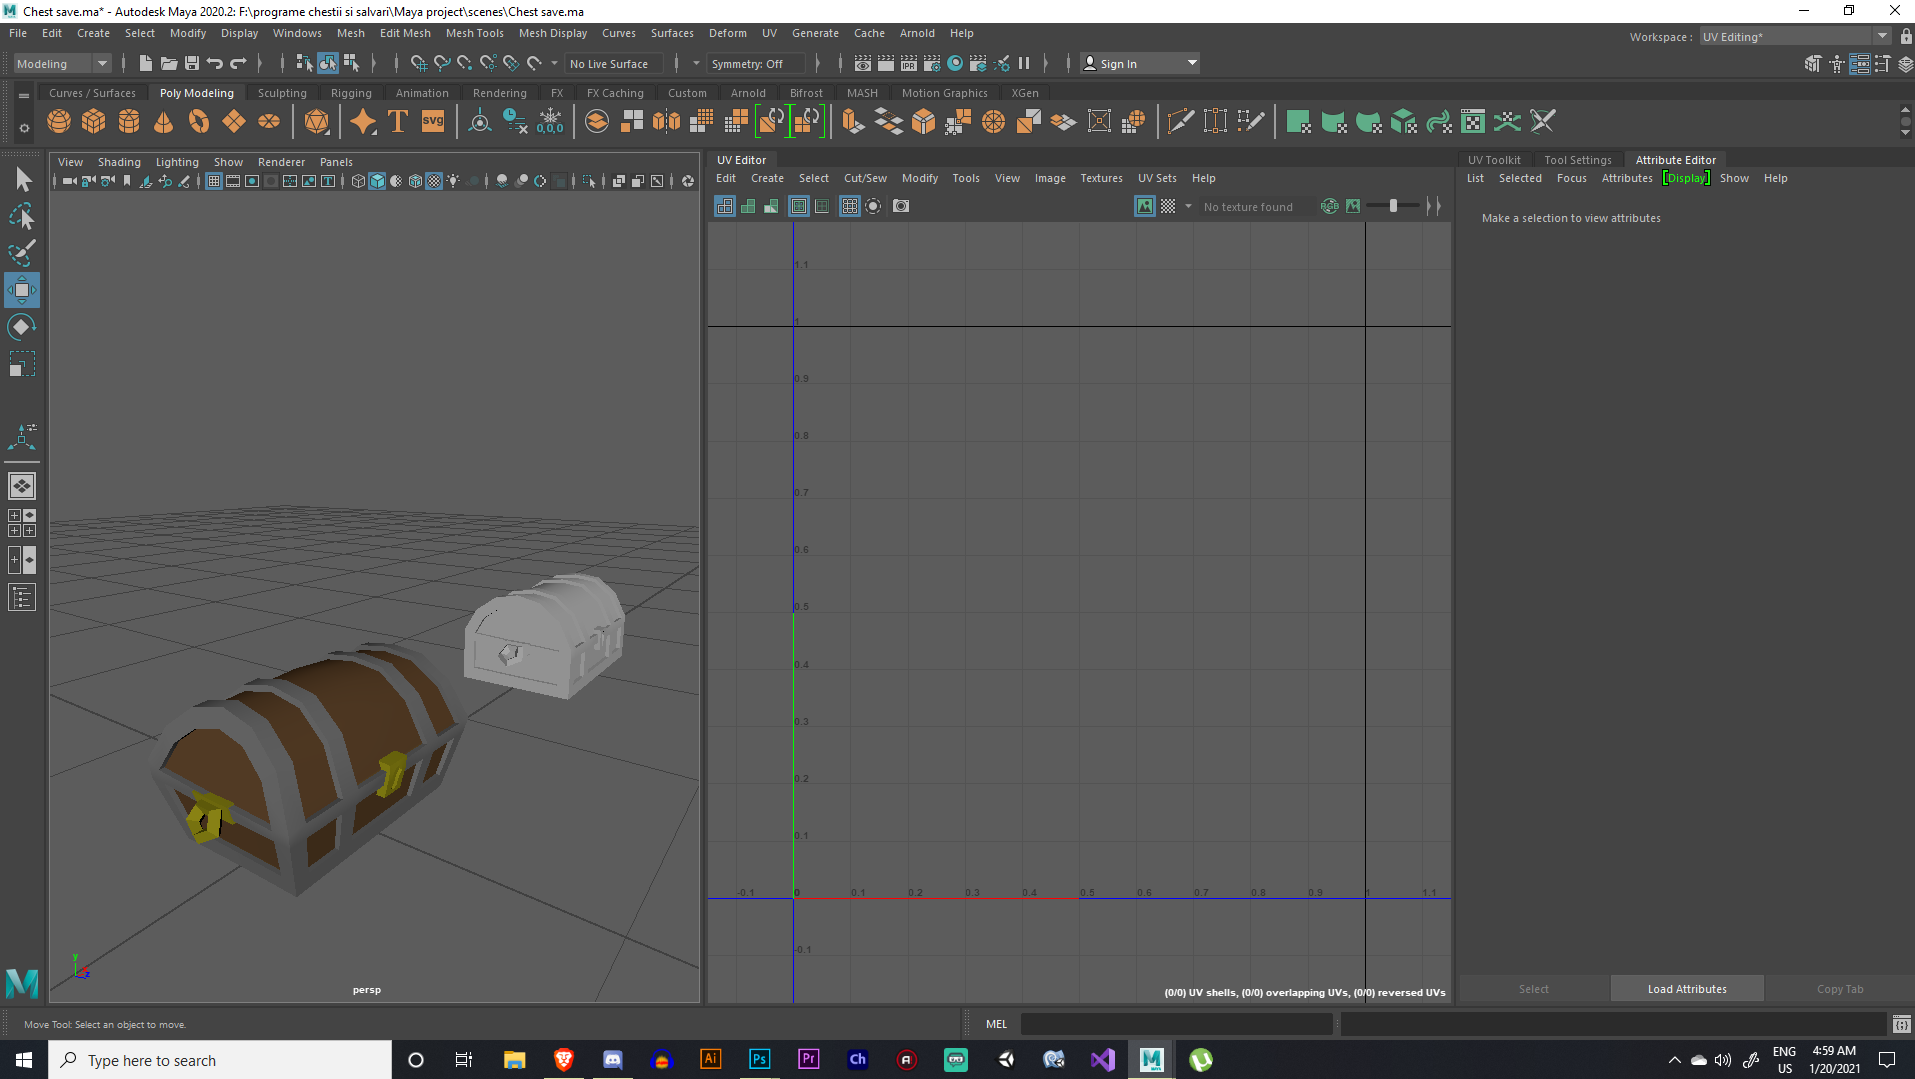 Chest save.ma* - Autodesk Maya 2020.2: F:\programe chestii si salvari\Maya project\scenes\Chest save.ma
File Edit Create Select Modify Display Windows Mesh Edit Mesh Mesh Tools Mesh Display Curves Surfaces Deform UV Generate Cache Arnold Help
Workspace : UV Editing*
Modeling No Live Surface Symmetry: Off IPR Sign In
Curves / Surfaces Poly Modeling Sculpting Rigging Animation Rendering FX FX Caching Custom Arnold Bifrost MASH Motion Graphics XGen
T svg 0,0,0
View Shading Lighting Show Renderer Panels
UV Editor
UV Toolkit Tool Settings Attribute Editor
Edit Create Select Cut/Sew Modify Tools View Image Textures UV Sets Help
List Selected Focus Attributes Display Show Help
No texture found RGB
Make a selection to view attributes
1.1
1
0.9
0.8
0.7
0.6
0.5
0.4
0.3
0.2
0.1
-0.1 0 0.1 0.2 0.3 0.4 0.5 0.6 0.7 0.8 0.9 1 1.1
-0.1
y
z
persp
(0/0) UV shells, (0/0) overlapping UVs, (0/0) reversed UVs
Select Load Attributes Copy Tab
M
Move Tool: Select an object to move.
MEL
Type here to search
Ai Ps Pr Ch
ENG
US
4:59 AM
1/20/2021